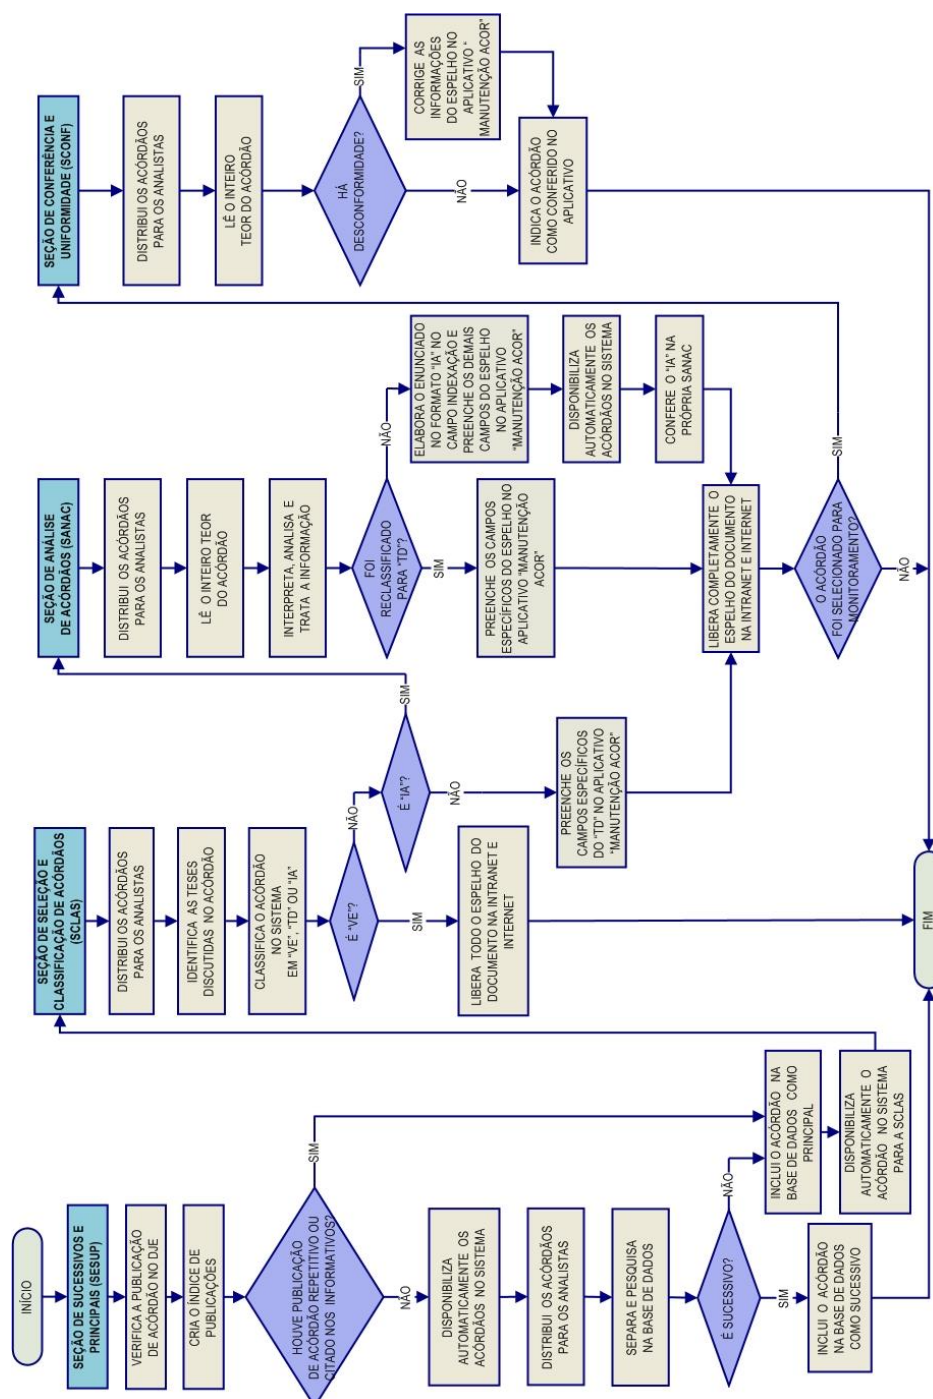 INÍCIO
SEÇÃO DE SUCESSIVOS E
PRINCIPAIS (SESUP)
VERIFICA A PUBLICAÇÃO
DE ACÓRDÃO NO DJE
CRIA O ÍNDICE DE
PUBLICAÇÕES
HOUVE PUBLICAÇÃO
DE ACÓRDÃO REPETITIVO OU
CITADO NOS INFORMATIVOS?
SIM
NÃO
DISPONIBILIZA
AUTOMATICAMENTE OS
ACÓRDÃOS NO SISTEMA
DISTRIBUI OS ACÓRDÃOS
PARA OS ANALISTAS
SEPARA E PESQUISA
NA BASE DE DADOS
É SUCESSIVO?
NÃO
SIM
INCLUI O ACÓRDÃO NA
BASE DE DADOS COMO
PRINCIPAL
DISPONIBILIZA
AUTOMATICAMENTE O
ACÓRDÃO NO SISTEMA
PARA A SCLAS
INCLUI O ACÓRDÃO
NA BASE DE DADOS
COMO SUCESSIVO
SEÇÃO DE SELEÇÃO E
CLASSIFICAÇÃO DE ACÓRDÃOS
(SCLAS)
DISTRIBUI OS ACÓRDÃOS
PARA OS ANALISTAS
IDENTIFICA AS TESES
DISCUTIDAS NO ACÓRDÃO
CLASSIFICA O ACÓRDÃO
NO SISTEMA
EM “VE”, “TD” OU “IA”
É “VE”?
NÃO
SIM
LIBERA TODO O ESPELHO DO
DOCUMENTO NA INTRANET E
INTERNET
É “IA”?
SIM
NÃO
PREENCHE OS
CAMPOS ESPECÍFICOS
DO “TD” NO APLICATIVO
“MANUTENÇÃO ACOR”
FIM
SEÇÃO DE ANÁLISE
DE ACÓRDÃOS (SANAC)
DISTRIBUI OS ACÓRDÃOS
PARA OS ANALISTAS
LÊ O INTEIRO TEOR
DO ACÓRDÃO
INTERPRETA, ANALISA E
TRATA A INFORMAÇÃO
FOI
RECLASSIFICADO
PARA “TD”?
NÃO
SIM
PREENCHE OS CAMPOS
ESPECÍFICOS DO ESPELHO NO
APLICATIVO “MANUTENÇÃO
ACOR”
ELABORA O ENUNCIADO
NO FORMATO “IA” NO
CAMPO INDEXAÇÃO E
PREENCHE OS DEMAIS
CAMPOS DO ESPELHO
NO APLICATIVO
“MANUTENÇÃO ACOR”
DISPONIBILIZA
AUTOMATICAMENTE OS
ACÓRDÃOS NO SISTEMA
CONFERE O “IA” NA
PRÓPRIA SANAC
LIBERA COMPLETAMENTE O
ESPELHO DO DOCUMENTO
NA INTRANET E INTERNET
O ACÓRDÃO
FOI SELECIONADO PARA
MONITORAMENTO?
SIM
NÃO
SEÇÃO DE CONFERÊNCIA E
UNIFORMIDADE (SCONF)
DISTRIBUI OS ACÓRDÃOS
PARA OS ANALISTAS
LÊ O INTEIRO
TEOR DO ACÓRDÃO
HÁ
DESCONFORMIDADE?
SIM
NÃO
CORRIGE AS
INFORMAÇÕES
DO ESPELHO NO
APLICATIVO “
MANUTENÇÃO ACOR”
INDICA O ACÓRDÃO
COMO CONFERIDO NO
APLICATIVO